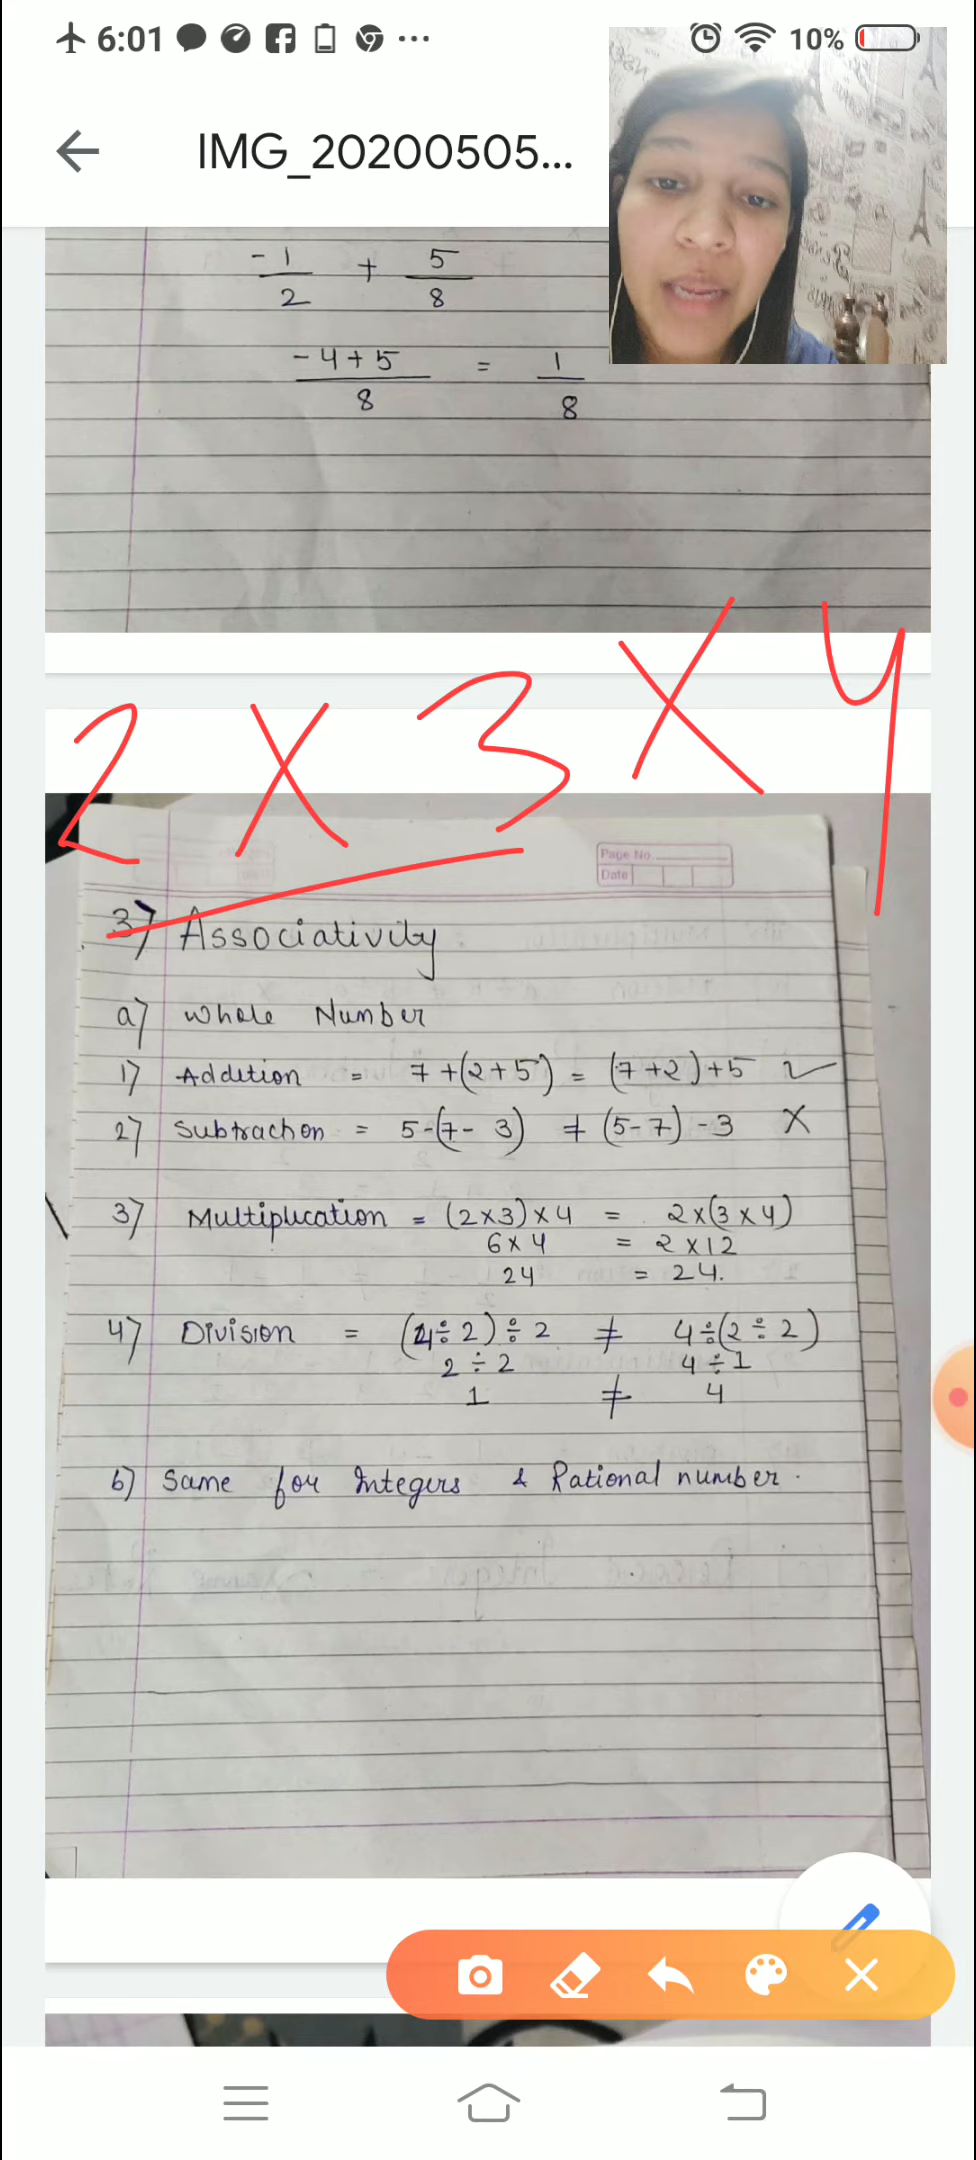 6:01
10%
IMG_20200505...
-1/2 + 5/8
-4+5/8 = 1/8
2 X 3 X 4
Page No.
Date
3) Associativity
a) Whole Number
1) Addition = 7+(2+5) = (7+2)+5 ✓
2) Subtraction = 5-(7-3) ≠ (5-7)-3 X
3) Multiplication = (2x3)x4 = 2x(3x4)
6x4 = 2x12
24 = 24.
4) Division = (4÷2)÷2 ≠ 4÷(2÷2)
2÷2 4÷1
1 ≠ 4
b) Same for Integers & Rational number.